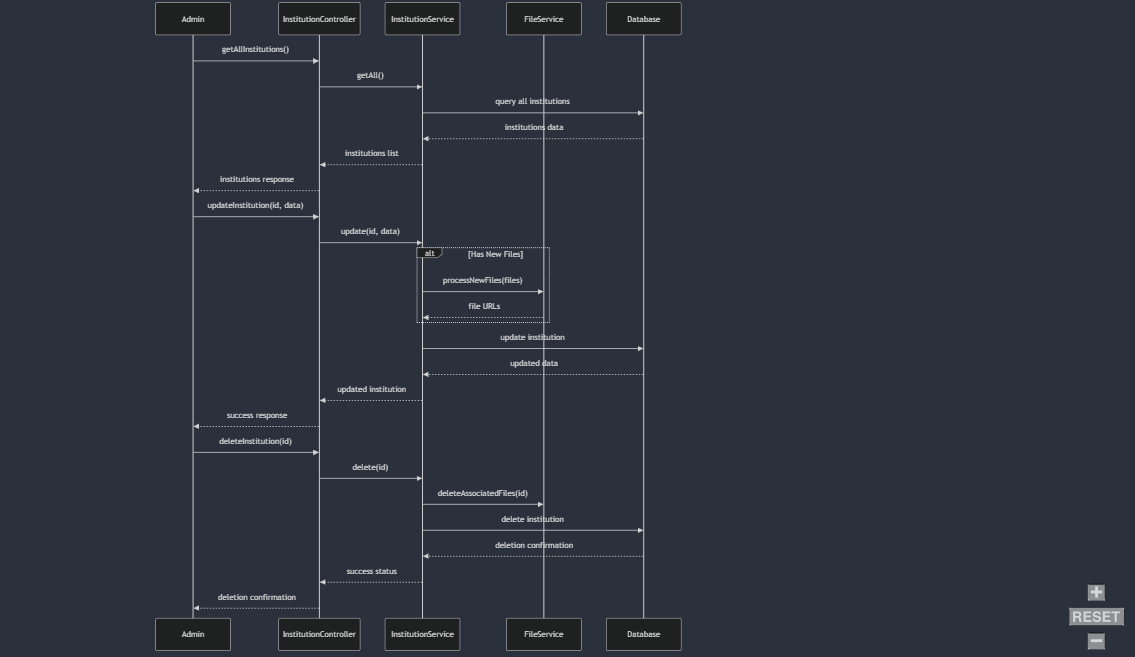 Admin InstitutionController InstitutionService FileService Database
getAllInstitutions()
getAll()
query all institutions
institutions data
institutions list
institutions response
updateInstitution(id, data)
update(id, data)
alt [Has New Files]
processNewFiles(files)
file URLs
update institution
updated data
updated institution
success response
deleteInstitution(id)
delete(id)
deleteAssociatedFiles(id)
delete institution
deletion confirmation
success status
deletion confirmation
Admin InstitutionController InstitutionService FileService Database
+
RESET
−